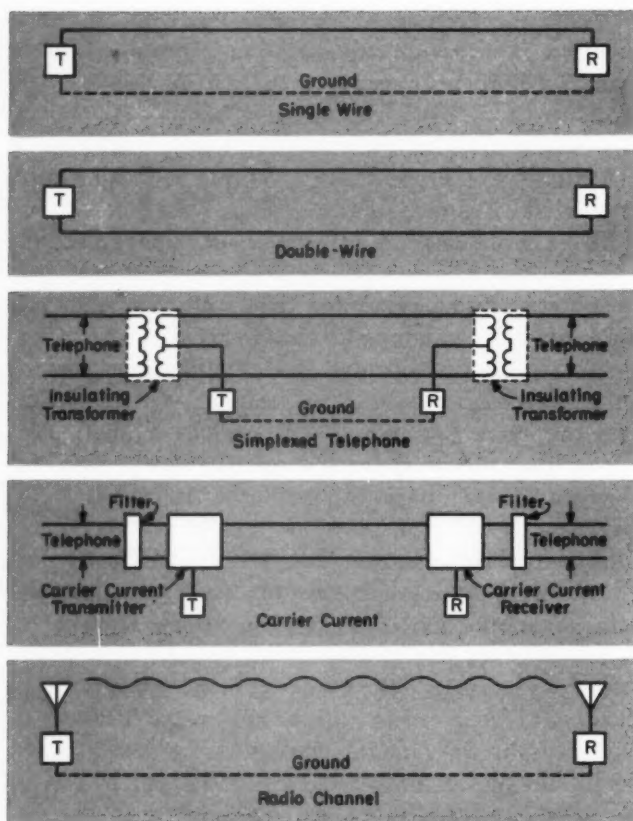 T
R
Ground
Single Wire
T
R
Double-Wire
Telephone
Telephone
Insulating
Transformer
T
Ground
R
Insulating
Transformer
Simplexed Telephone
Filter
Filter
Telephone
Telephone
Carrier Current
Transmitter
T
Carrier Current
R
Carrier Current
Receiver
T
R
Ground
Radio Channel